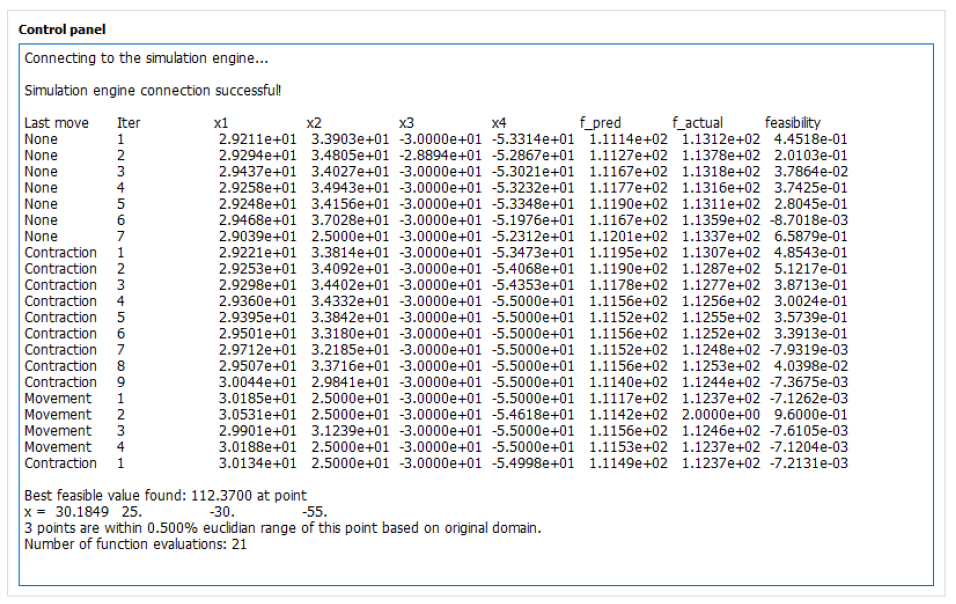 Control panel
Connecting to the simulation engine...
Simulation engine connection successful!
Last move Iter x1 x2 x3 x4 f_pred f_actual feasibility
None 1 2.9211e+01 3.3903e+01 -3.0000e+01 -5.3314e+01 1.1114e+02 1.1312e+02 4.4518e-01
None 2 2.9294e+01 3.4805e+01 -2.8894e+01 -5.2867e+01 1.1127e+02 1.1378e+02 2.0103e-01
None 3 2.9437e+01 3.4027e+01 -3.0000e+01 -5.3021e+01 1.1167e+02 1.1318e+02 3.7864e-02
None 4 2.9258e+01 3.4943e+01 -3.0000e+01 -5.3232e+01 1.1177e+02 1.1316e+02 3.7425e-01
None 5 2.9248e+01 3.4156e+01 -3.0000e+01 -5.3348e+01 1.1190e+02 1.1311e+02 2.8045e-01
None 6 2.9468e+01 3.7028e+01 -3.0000e+01 -5.1976e+01 1.1167e+02 1.1359e+02 -8.7018e-03
None 7 2.9039e+01 2.5000e+01 -3.0000e+01 -5.2312e+01 1.1201e+02 1.1337e+02 6.5879e-01
Contraction 1 2.9221e+01 3.3814e+01 -3.0000e+01 -5.3473e+01 1.1195e+02 1.1307e+02 4.8543e-01
Contraction 2 2.9253e+01 3.4092e+01 -3.0000e+01 -5.4068e+01 1.1190e+02 1.1287e+02 5.1217e-01
Contraction 3 2.9298e+01 3.4402e+01 -3.0000e+01 -5.4353e+01 1.1178e+02 1.1277e+02 3.8713e-01
Contraction 4 2.9360e+01 3.4332e+01 -3.0000e+01 -5.5000e+01 1.1156e+02 1.1256e+02 3.0024e-01
Contraction 5 2.9395e+01 3.3842e+01 -3.0000e+01 -5.5000e+01 1.1152e+02 1.1255e+02 3.5739e-01
Contraction 6 2.9501e+01 3.3180e+01 -3.0000e+01 -5.5000e+01 1.1156e+02 1.1252e+02 3.3913e-01
Contraction 7 2.9712e+01 3.2185e+01 -3.0000e+01 -5.5000e+01 1.1152e+02 1.1248e+02 -7.9319e-03
Contraction 8 2.9507e+01 3.3716e+01 -3.0000e+01 -5.5000e+01 1.1156e+02 1.1253e+02 4.0398e-02
Contraction 9 3.0044e+01 2.9841e+01 -3.0000e+01 -5.5000e+01 1.1140e+02 1.1244e+02 -7.3675e-03
Movement 1 3.0185e+01 2.5000e+01 -3.0000e+01 -5.5000e+01 1.1117e+02 1.1237e+02 -7.1262e-03
Movement 2 3.0531e+01 2.5000e+01 -3.0000e+01 -5.4618e+01 1.1142e+02 2.0000e+00 9.6000e-01
Movement 3 2.9901e+01 3.1239e+01 -3.0000e+01 -5.5000e+01 1.1156e+02 1.1246e+02 -7.6105e-03
Movement 4 3.0188e+01 2.5000e+01 -3.0000e+01 -5.5000e+01 1.1153e+02 1.1237e+02 -7.1204e-03
Contraction 1 3.0134e+01 2.5000e+01 -3.0000e+01 -5.4998e+01 1.1149e+02 1.1237e+02 -7.2131e-03
Best feasible value found: 112.3700 at point
x = 30.1849 25. -30. -55.
3 points are within 0.500% euclidian range of this point based on original domain.
Number of function evaluations: 21